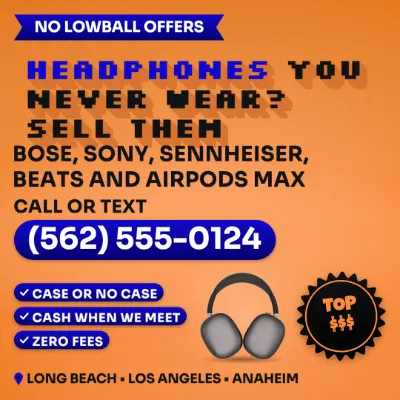 NO LOWBALL OFFERS
HEADPHONES YOU
NEVER WEAR?
SELL THEM
BOSE, SONY, SENNHEISER,
BEATS AND AIRPODS MAX
CALL OR TEXT
(562) 555-0124
✓ CASE OR NO CASE
✓ CASH WHEN WE MEET
✓ ZERO FEES
TOP
$$$
LONG BEACH • LOS ANGELES • ANAHEIM